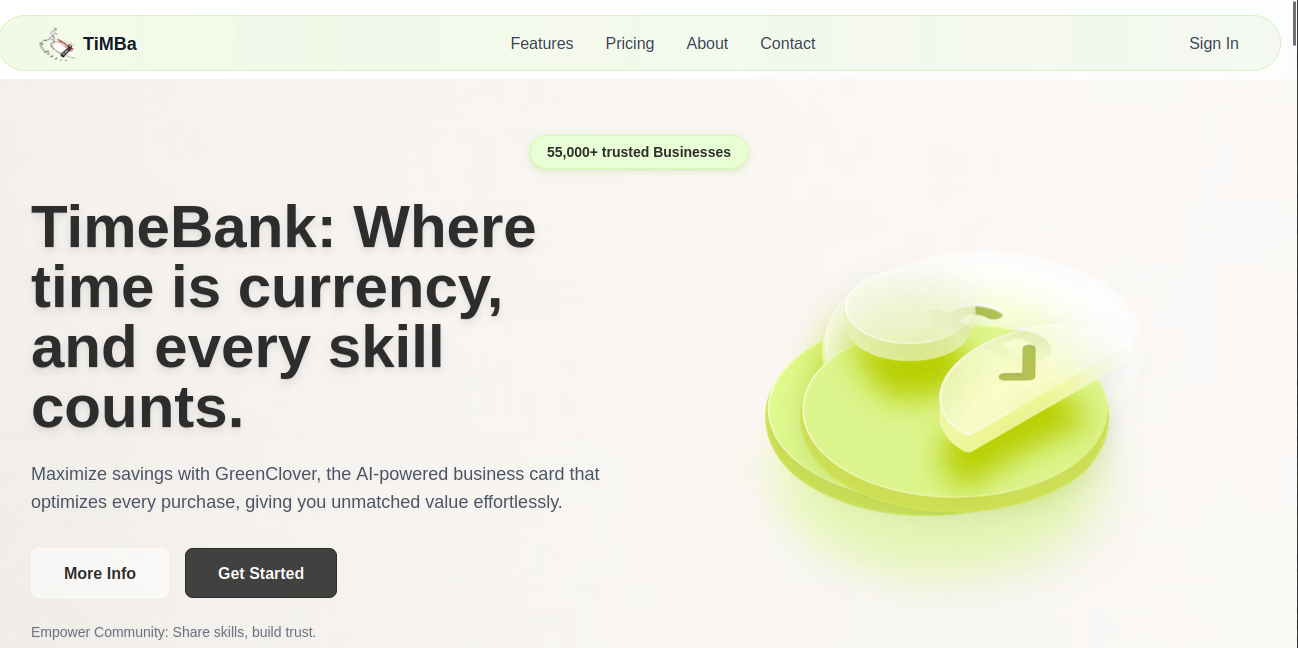 TiMBa
Features
Pricing
About
Contact
Sign In
55,000+ trusted Businesses
TimeBank: Where
time is currency,
and every skill
counts.
Maximize savings with GreenClover, the AI-powered business card that
optimizes every purchase, giving you unmatched value effortlessly.
More Info
Get Started
Empower Community: Share skills, build trust.